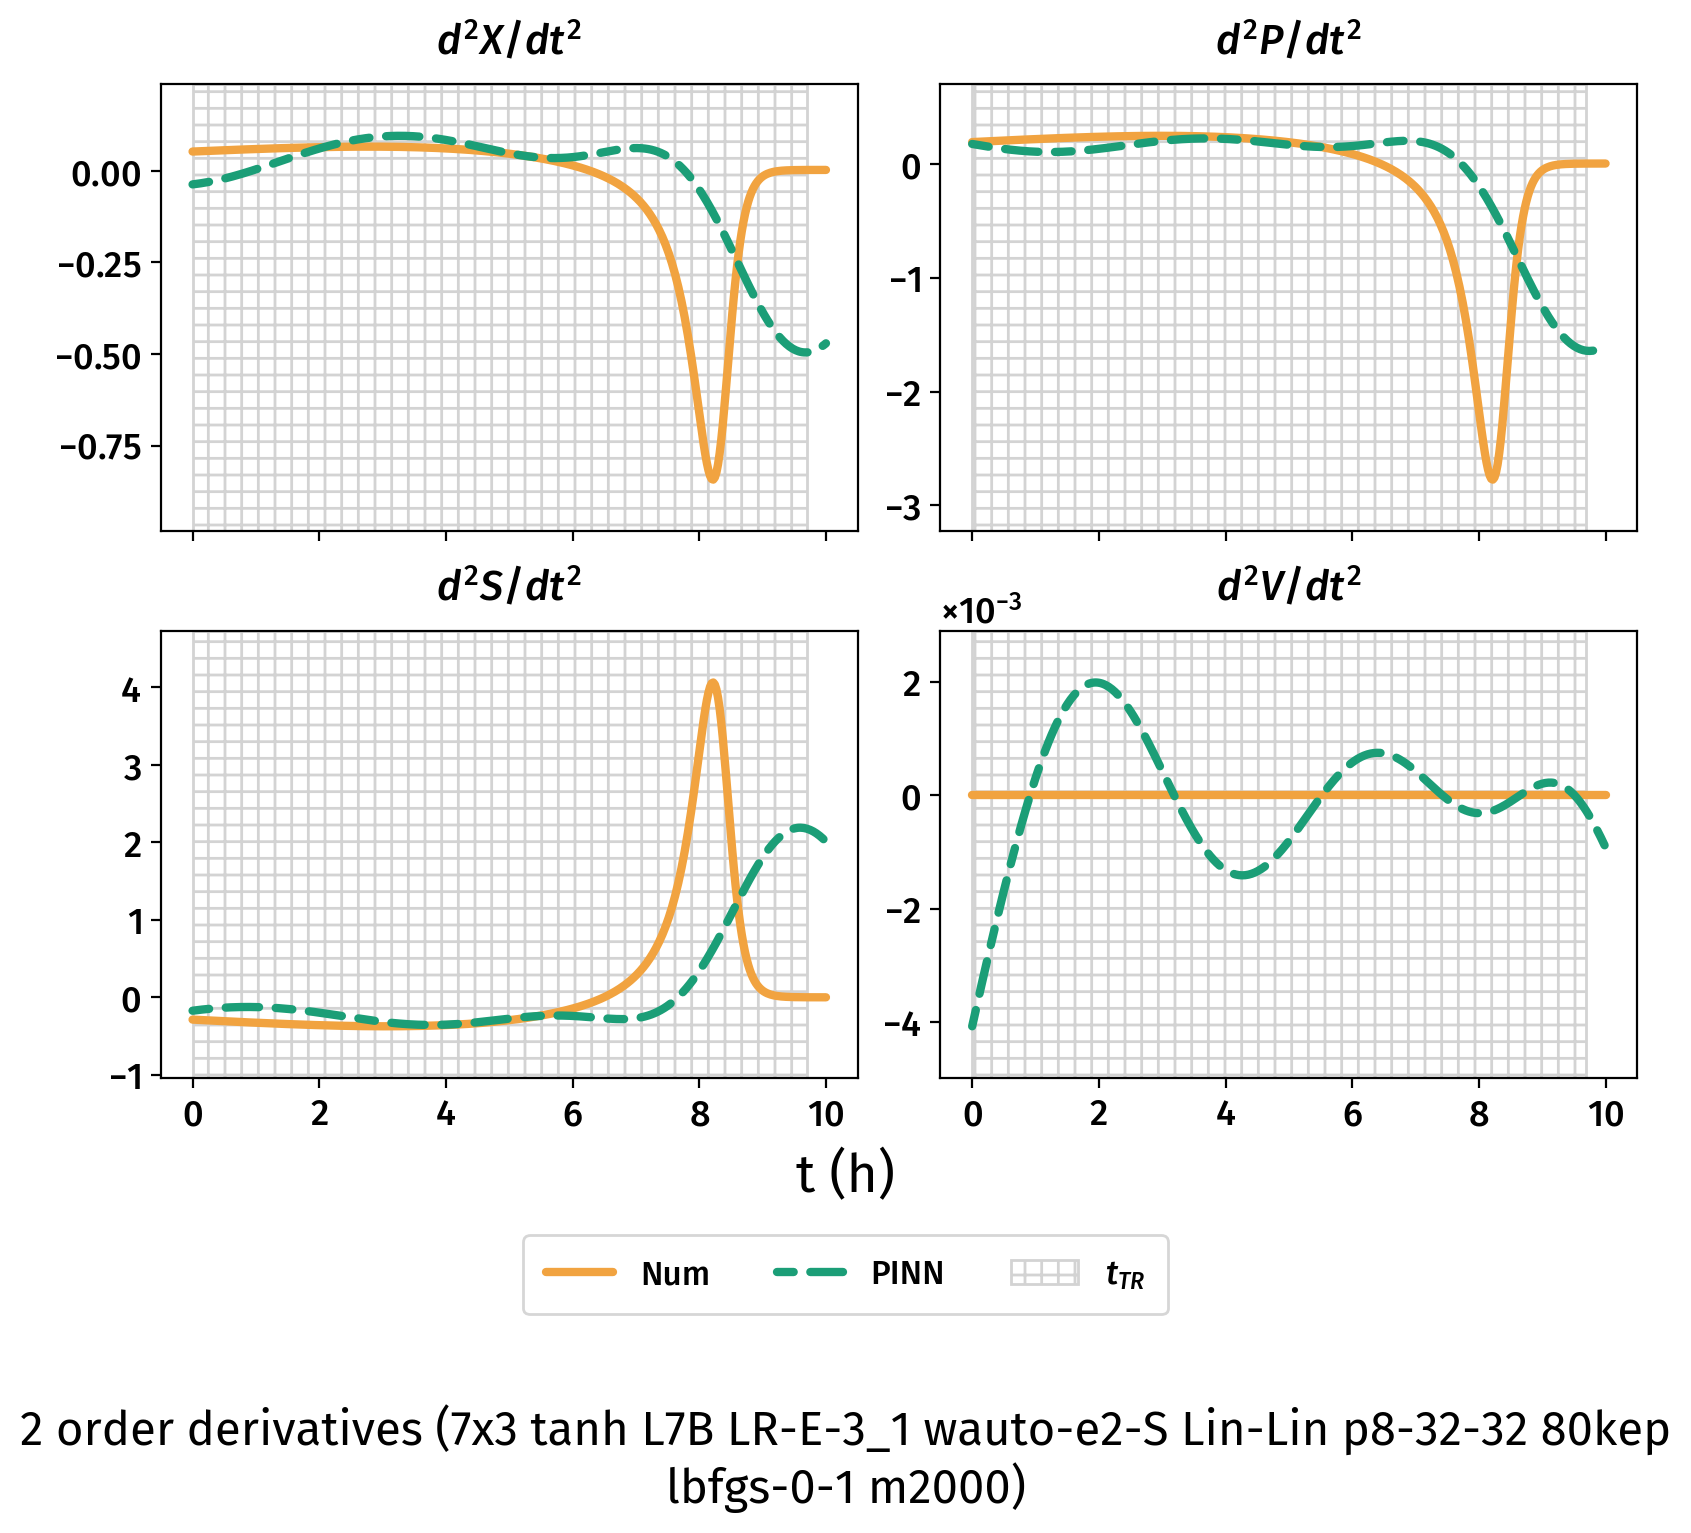 d²X/dt²
d²P/dt²
0.00
−0.25
−0.50
−0.75
0
−1
−2
−3
d²S/dt²
d²V/dt²
×10⁻³
4
3
2
1
0
−1
2
0
−2
−4
0 2 4 6 8 10
0 2 4 6 8 10
t (h)
Num PINN t_TR
2 order derivatives (7x3 tanh L7B LR-E-3_1 wauto-e2-S Lin-Lin p8-32-32 80kep
lbfgs-0-1 m2000)